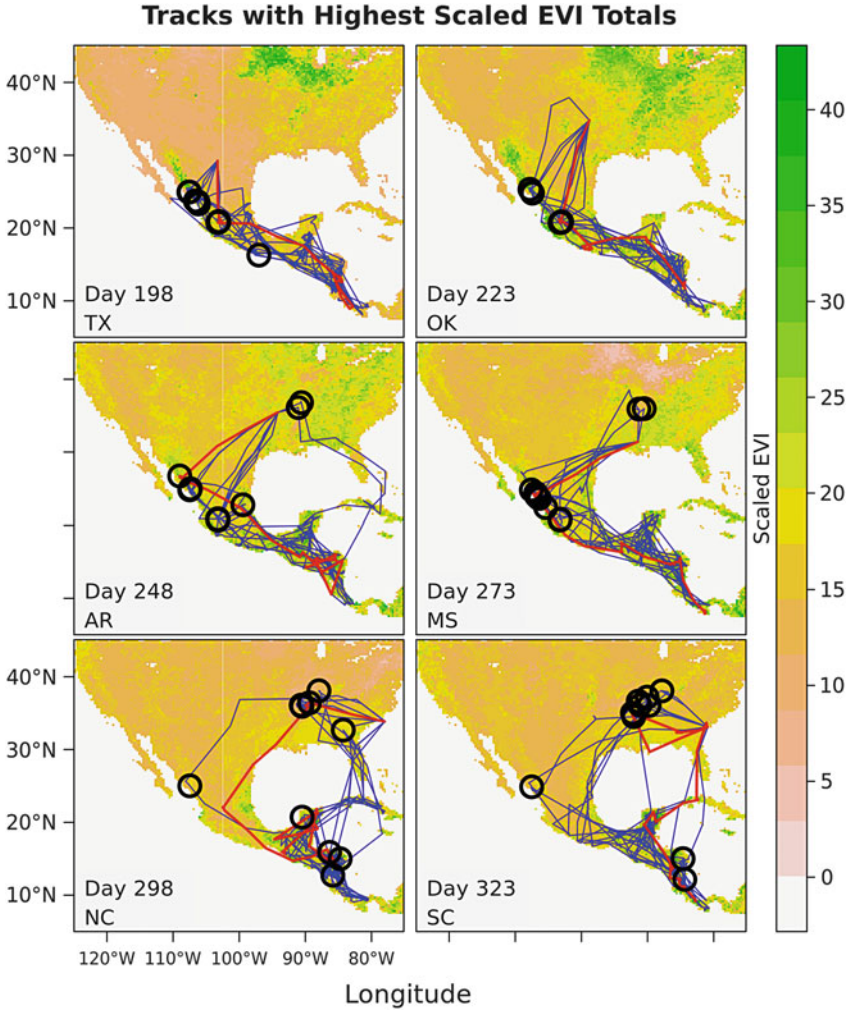 Tracks with Highest Scaled EVI Totals
40°N
30°N
20°N
10°N
Day 198
TX
Day 223
OK
Day 248
AR
Day 273
MS
40°N
30°N
20°N
10°N
Day 298
NC
Day 323
SC
120°W 110°W 100°W 90°W 80°W
Longitude
40
35
30
25
20
15
10
5
0
Scaled EVI